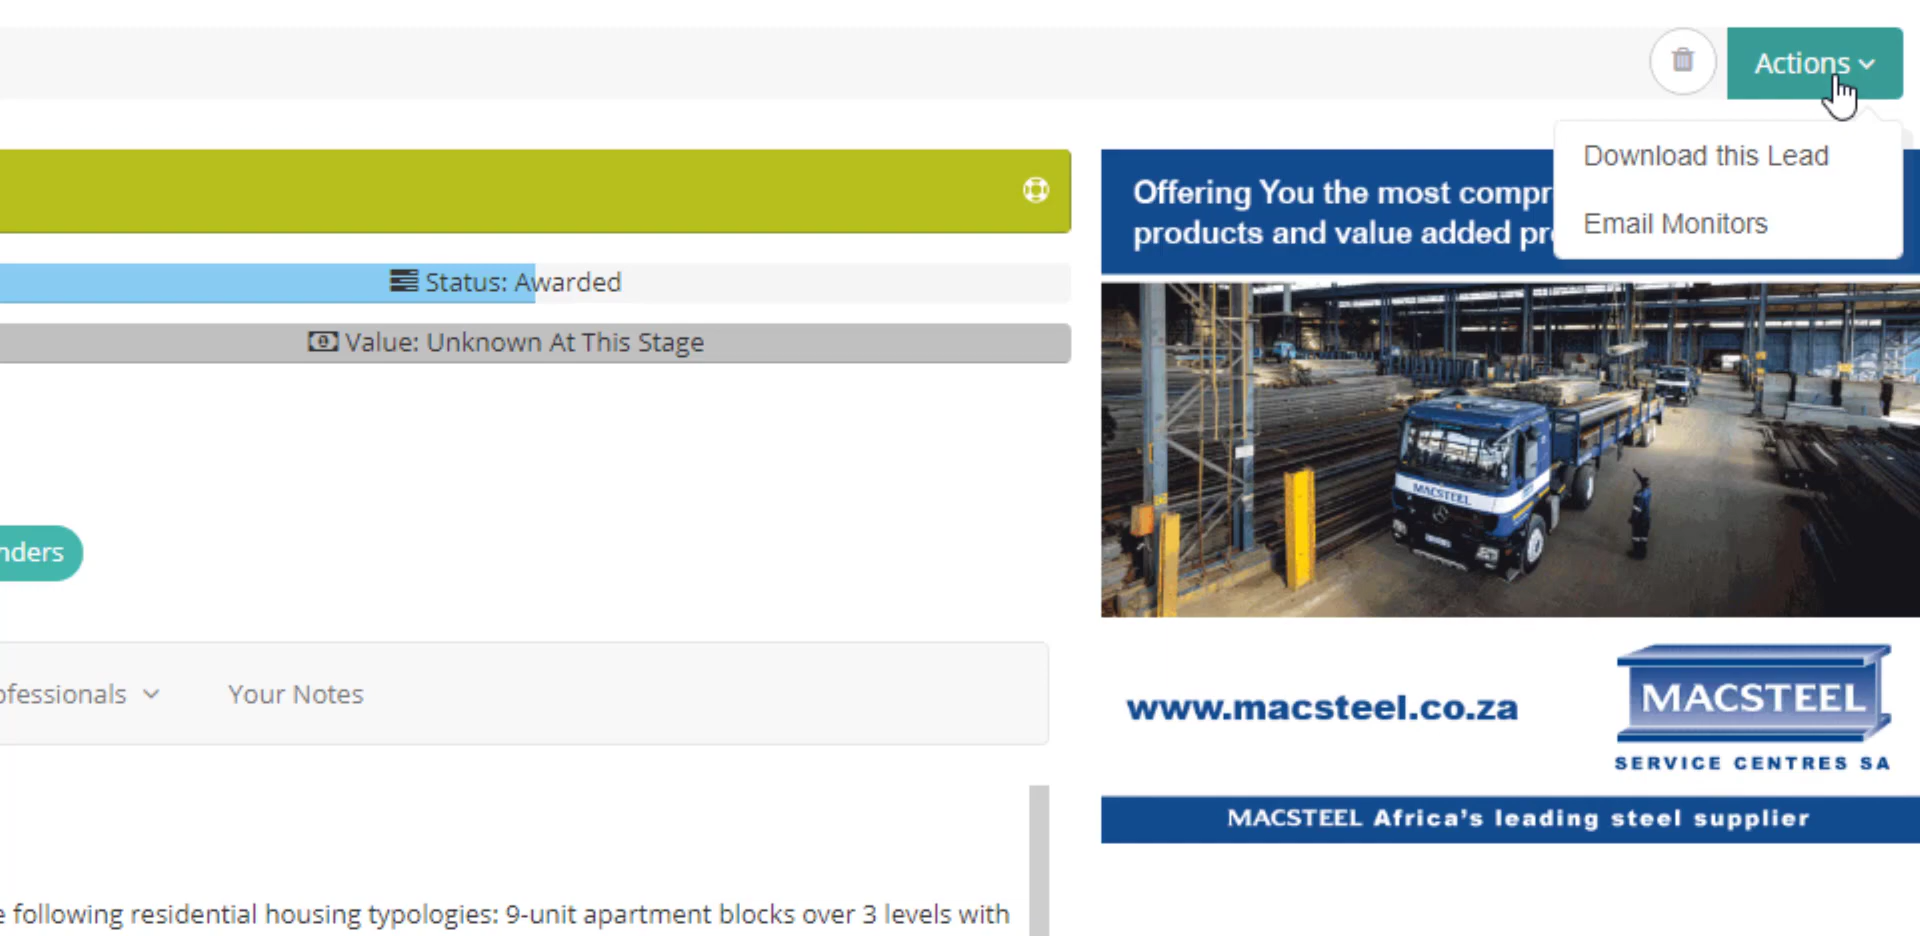 Actions
Download this Lead
Email Monitors
Offering You the most compr
products and value added pr
Status: Awarded
Value: Unknown At This Stage
MACSTEEL
nders
ofessionals
Your Notes
www.macsteel.co.za
MACSTEEL
SERVICE CENTRES SA
MACSTEEL Africa's leading steel supplier
e following residential housing typologies: 9-unit apartment blocks over 3 levels with